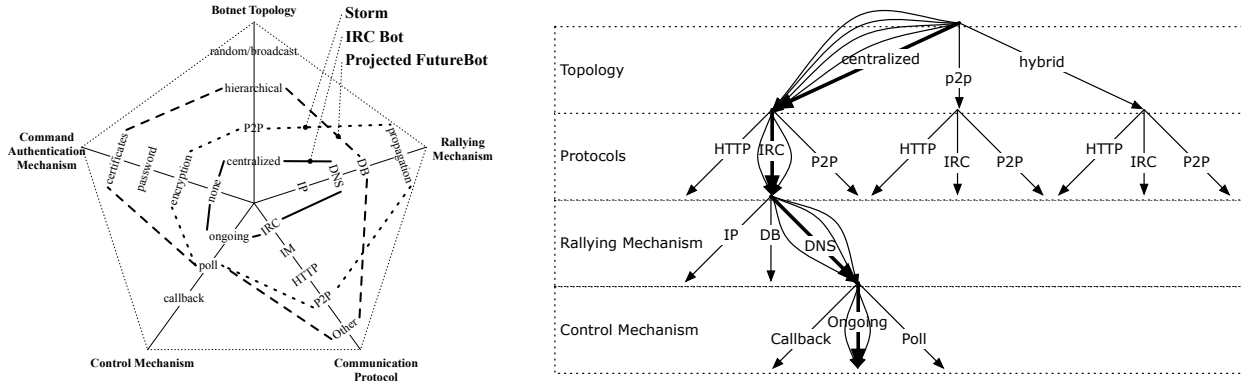 Botnet Topology
Storm
IRC Bot
Projected FutureBot
random/broadcast
hierarchical
P2P
centralized
Command
Authentication
Mechanism
certificates
password
encryption
none
Rallying
Mechanism
propagation
DB
DNS
IP
ongoing
poll
callback
IRC
IM
HTTP
P2P
Other
Control Mechanism
Communication
Protocol
Topology
centralized
p2p
hybrid
Protocols
HTTP
IRC
P2P
HTTP
IRC
P2P
HTTP
IRC
P2P
Rallying Mechanism
IP
DB
DNS
Control Mechanism
Callback
Ongoing
Poll